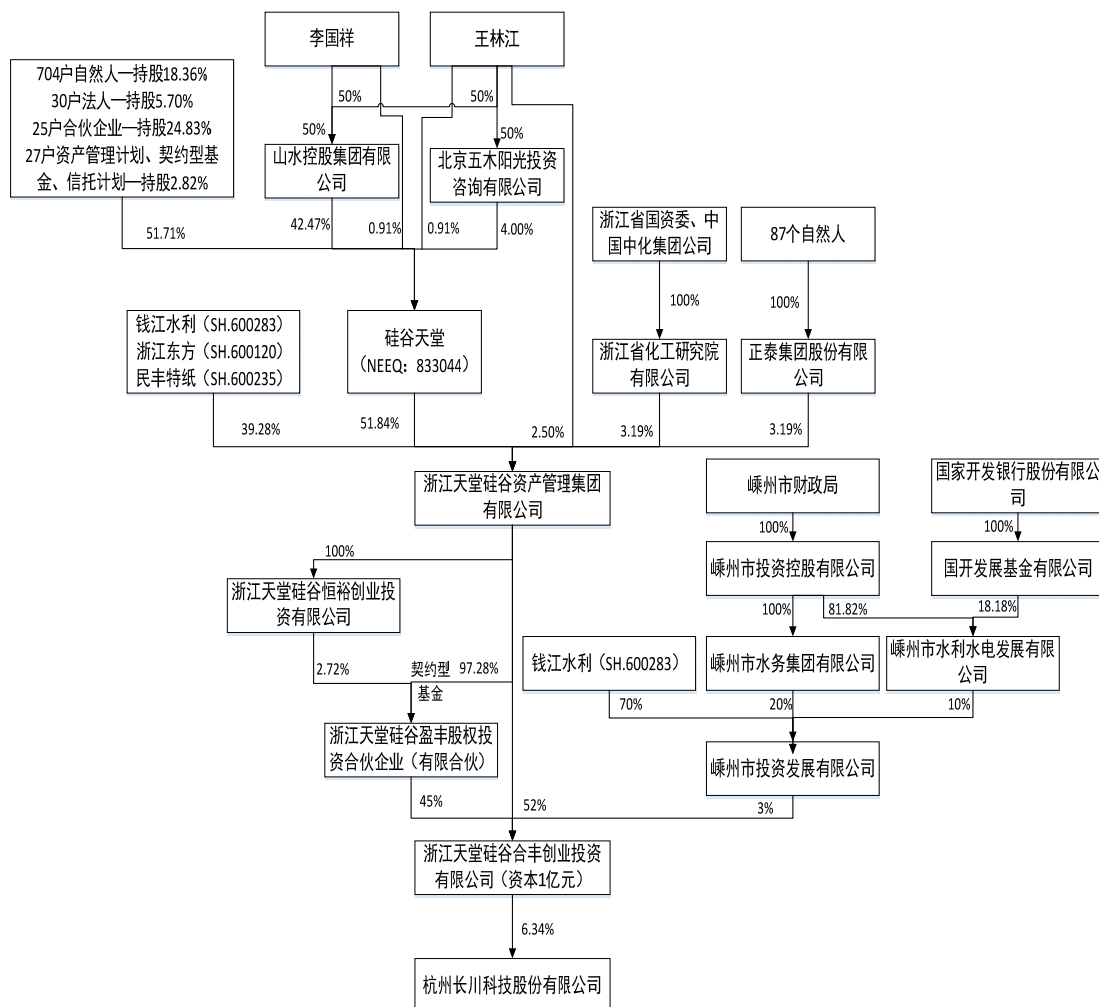 李国祥
王林江
704户自然人—持股18.36%
30户法人—持股5.70%
25户合伙企业—持股24.83%
27户资产管理计划、契约型基
金、信托计划—持股2.82%
50%
50%
50%
50%
山水控股集团有限
公司
北京五木阳光投资
咨询有限公司
51.71%
42.47%
0.91%
0.91%
4.00%
浙江省国资委、中
国中化集团公司
87个自然人
100%
100%
钱江水利（SH.600283）
浙江东方（SH.600120）
民丰特纸（SH.600235）
硅谷天堂
（NEEQ：833044）
浙江省化工研究院
有限公司
正泰集团股份有限
公司
39.28%
51.84%
2.50%
3.19%
3.19%
浙江天堂硅谷资产管理集团
有限公司
嵊州市财政局
国家开发银行股份有限公
司
100%
100%
100%
浙江天堂硅谷恒裕创业投
资有限公司
嵊州市投资控股有限公司
国开发展基金有限公司
100%
81.82%
18.18%
2.72%
契约型
97.28%
基金
钱江水利（SH.600283）
嵊州市水务集团有限公司
嵊州市水利水电发展有限
公司
70%
20%
10%
浙江天堂硅谷盈丰股权投
资合伙企业（有限合伙）
嵊州市投资发展有限公司
45%
52%
3%
浙江天堂硅谷合丰创业投资
有限公司（资本1亿元）
6.34%
杭州长川科技股份有限公司